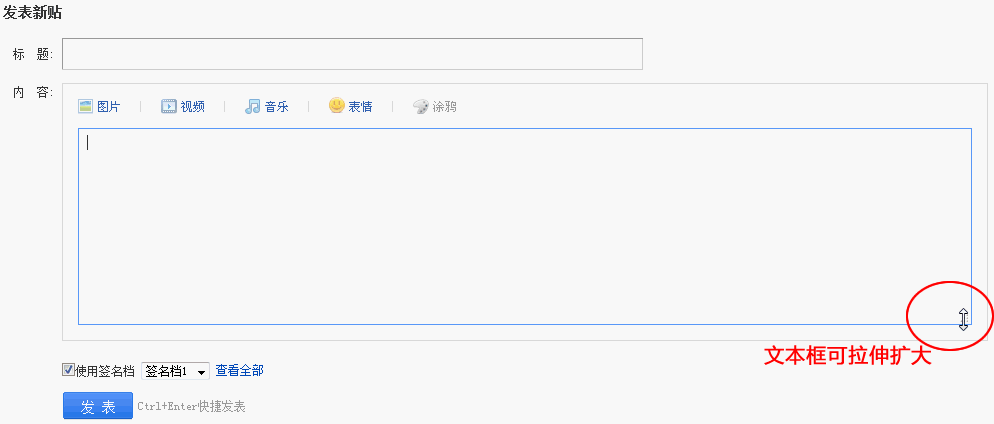 发表新贴
标 题:
内 容:
图片 视频 音乐 表情 涂鸦
文本框可拉伸扩大
使用签名档 签名档1 查看全部
发 表 Ctrl+Enter快捷发表